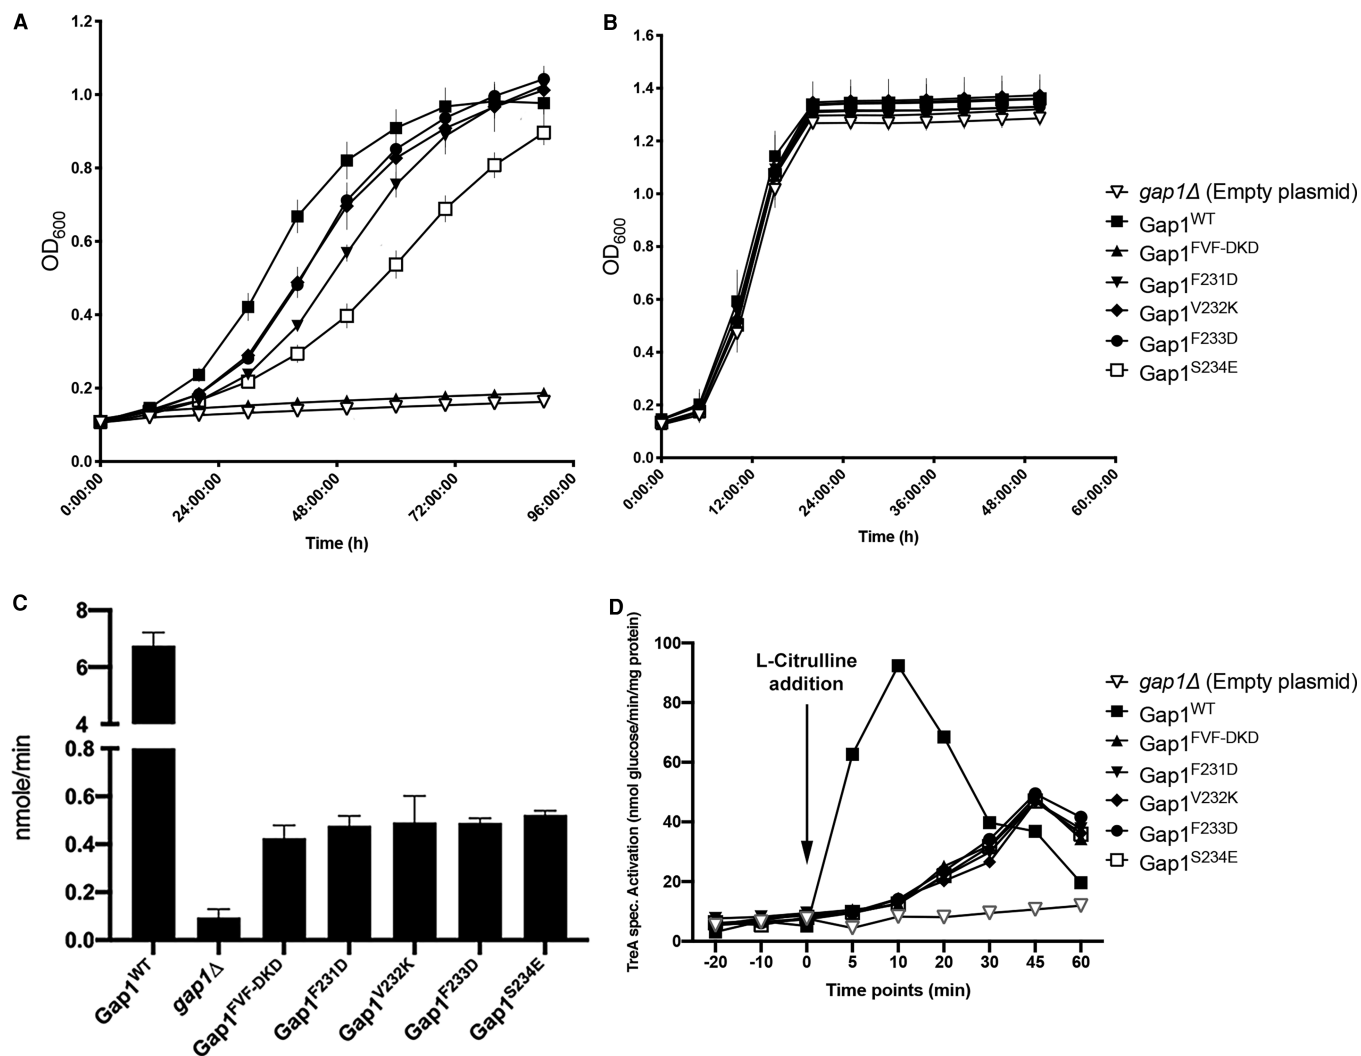 A
1.2
1.0
0.8
0.6
0.4
0.2
0.0
OD600
0:00:00
24:00:00
48:00:00
72:00:00
96:00:00
Time (h)
B
1.6
1.4
1.2
1.0
0.8
0.6
0.4
0.2
0.0
OD600
0:00:00
12:00:00
24:00:00
36:00:00
48:00:00
60:00:00
Time (h)
gap1Δ (Empty plasmid)
Gap1WT
Gap1FVF-DKD
Gap1F231D
Gap1V232K
Gap1F233D
Gap1S234E
C
8
6
4
0.8
0.6
0.4
0.2
0.0
nmole/min
Gap1WT
gap1Δ
Gap1FVF-DKD
Gap1F231D
Gap1V232K
Gap1F233D
Gap1S234E
D
TreA spec. Activation (nmol glucose/min/mg protein)
100
80
60
40
20
0
L-Citrulline
addition
-20 -10 0 5 10 20 30 45 60
Time points (min)
gap1Δ (Empty plasmid)
Gap1WT
Gap1FVF-DKD
Gap1F231D
Gap1V232K
Gap1F233D
Gap1S234E